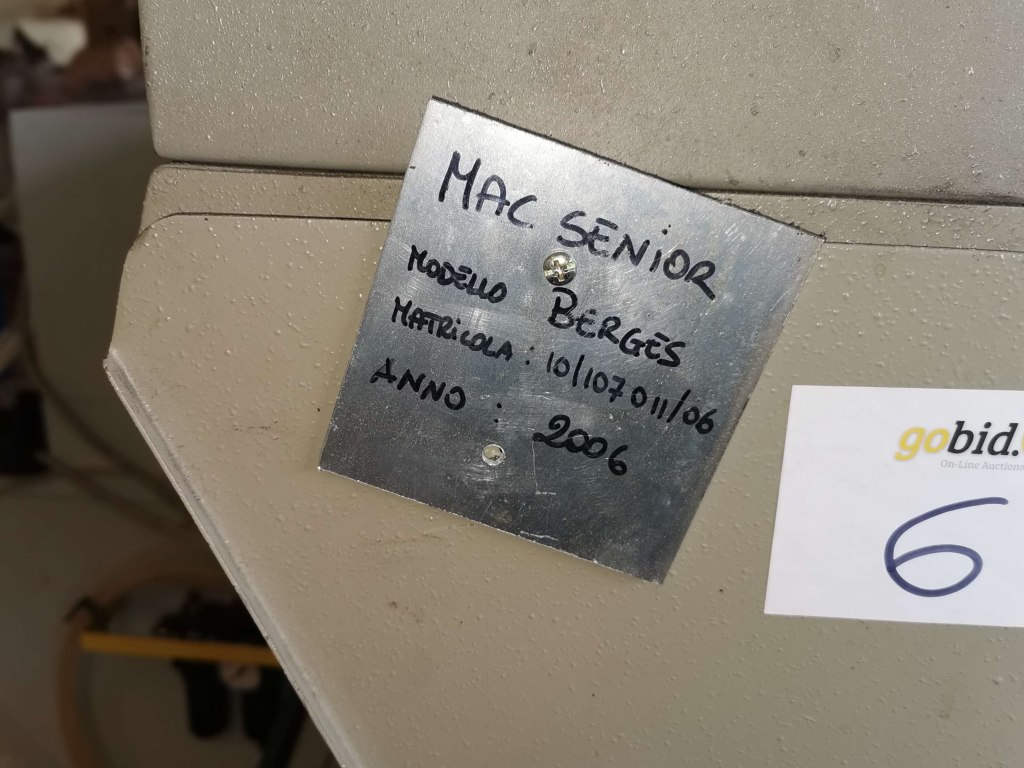 MAC SENIOR
MODELLO BERGES
MATRICOLA : 10/107011/06
ANNO : 2006
gobid.
On-Line Auctions
6